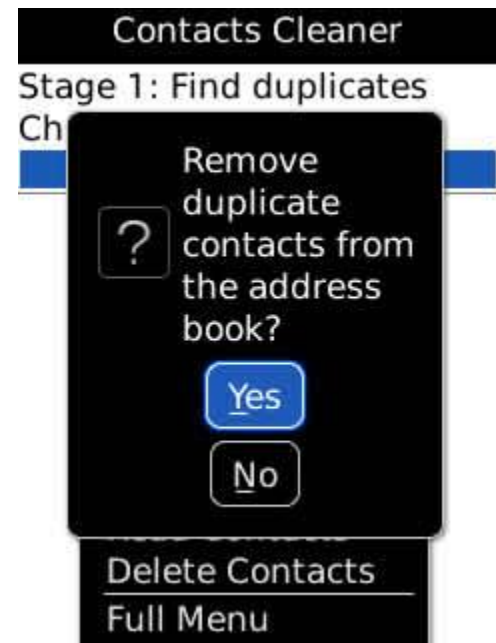 Contacts Cleaner
Stage 1: Find duplicates
Ch
Remove
duplicate
contacts from
the address
book?
?
Yes
No
Delete Contacts
Full Menu